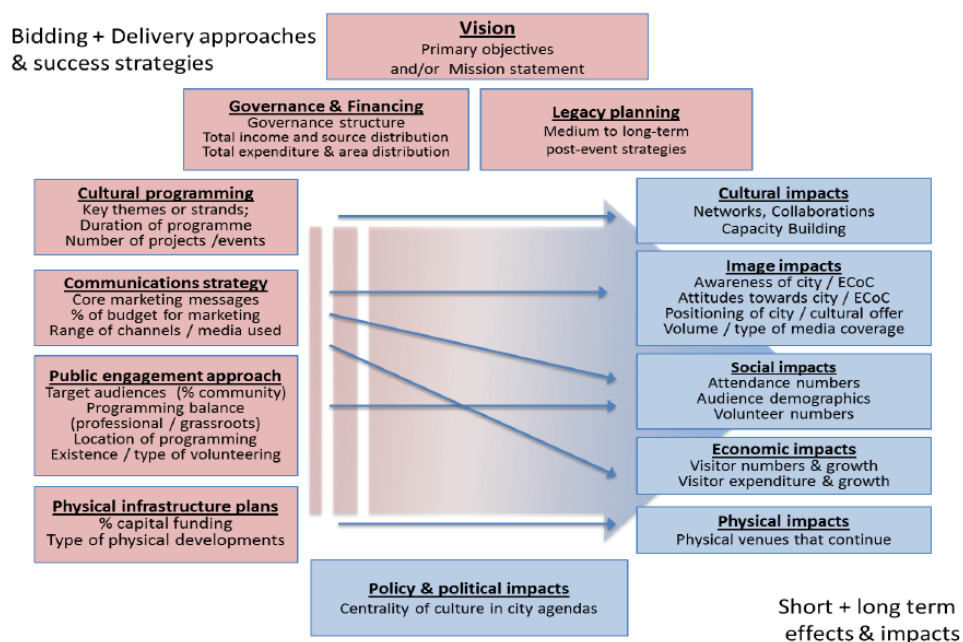 Bidding + Delivery approaches
& success strategies
Vision
Primary objectives
and/or Mission statement
Governance & Financing
Governance structure
Total income and source distribution
Total expenditure & area distribution
Legacy planning
Medium to long-term
post-event strategies
Cultural programming
Key themes or strands;
Duration of programme
Number of projects /events
Communications strategy
Core marketing messages
% of budget for marketing
Range of channels / media used
Public engagement approach
Target audiences (% community)
Programming balance
(professional / grassroots)
Location of programming
Existence / type of volunteering
Physical infrastructure plans
% capital funding
Type of physical developments
Cultural impacts
Networks, Collaborations
Capacity Building
Image impacts
Awareness of city / ECoC
Attitudes towards city / ECoC
Positioning of city / cultural offer
Volume / type of media coverage
Social impacts
Attendance numbers
Audience demographics
Volunteer numbers
Economic impacts
Visitor numbers & growth
Visitor expenditure & growth
Physical impacts
Physical venues that continue
Policy & political impacts
Centrality of culture in city agendas
Short + long term
effects & impacts